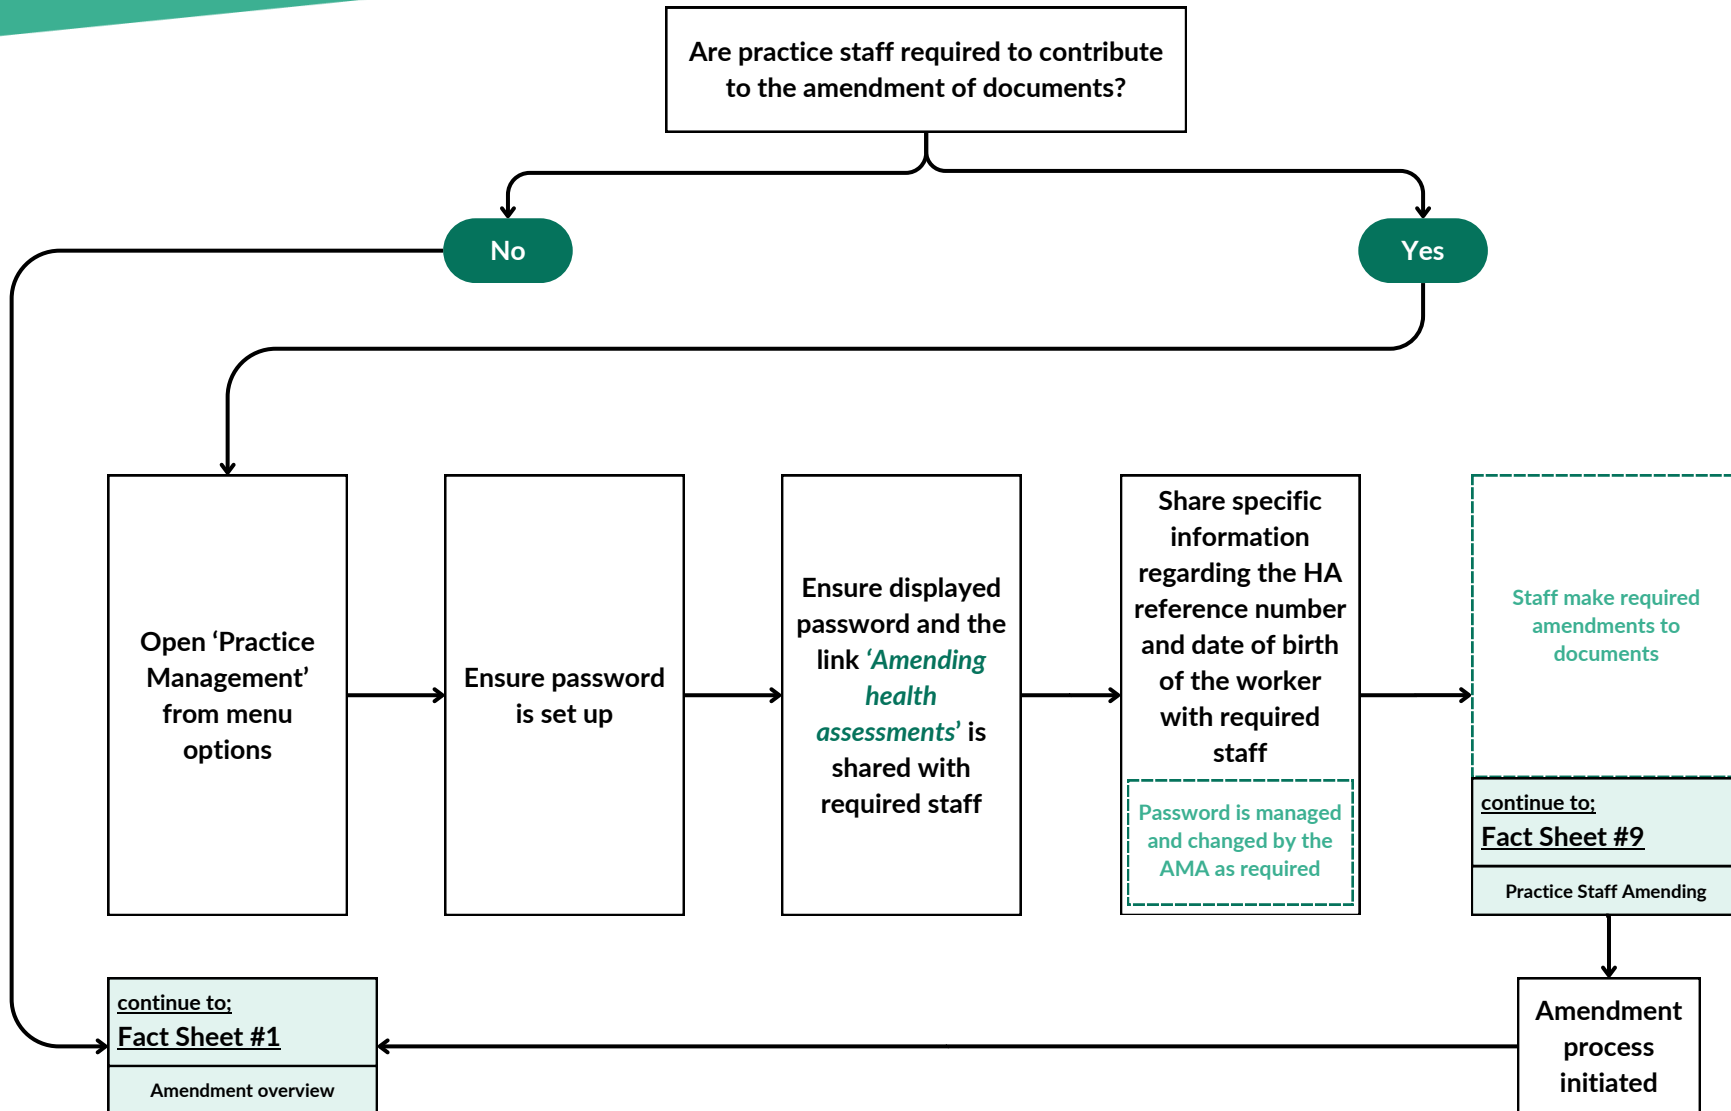 Are practice staff required to contribute
to the amendment of documents?
No
Yes
Open ‘Practice
Management’
from menu
options
Ensure password
is set up
Ensure displayed
password and the
link ‘Amending
health
assessments’ is
shared with
required staff
Share specific
information
regarding the HA
reference number
and date of birth
of the worker
with required
staff
Password is managed
and changed by the
AMA as required
Staff make required
amendments to
documents
continue to;
Fact Sheet #9
Practice Staff Amending
continue to;
Fact Sheet #1
Amendment overview
Amendment
process
initiated